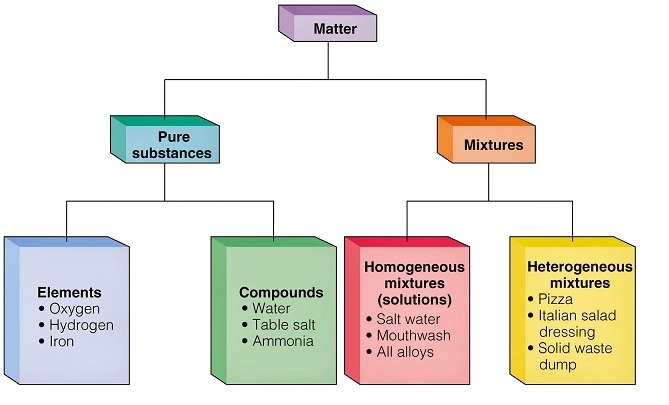 Matter
Pure
substances
Mixtures
Elements
• Oxygen
• Hydrogen
• Iron
Compounds
• Water
• Table salt
• Ammonia
Homogeneous
mixtures
(solutions)
• Salt water
• Mouthwash
• All alloys
Heterogeneous
mixtures
• Pizza
• Italian salad
dressing
• Solid waste
dump